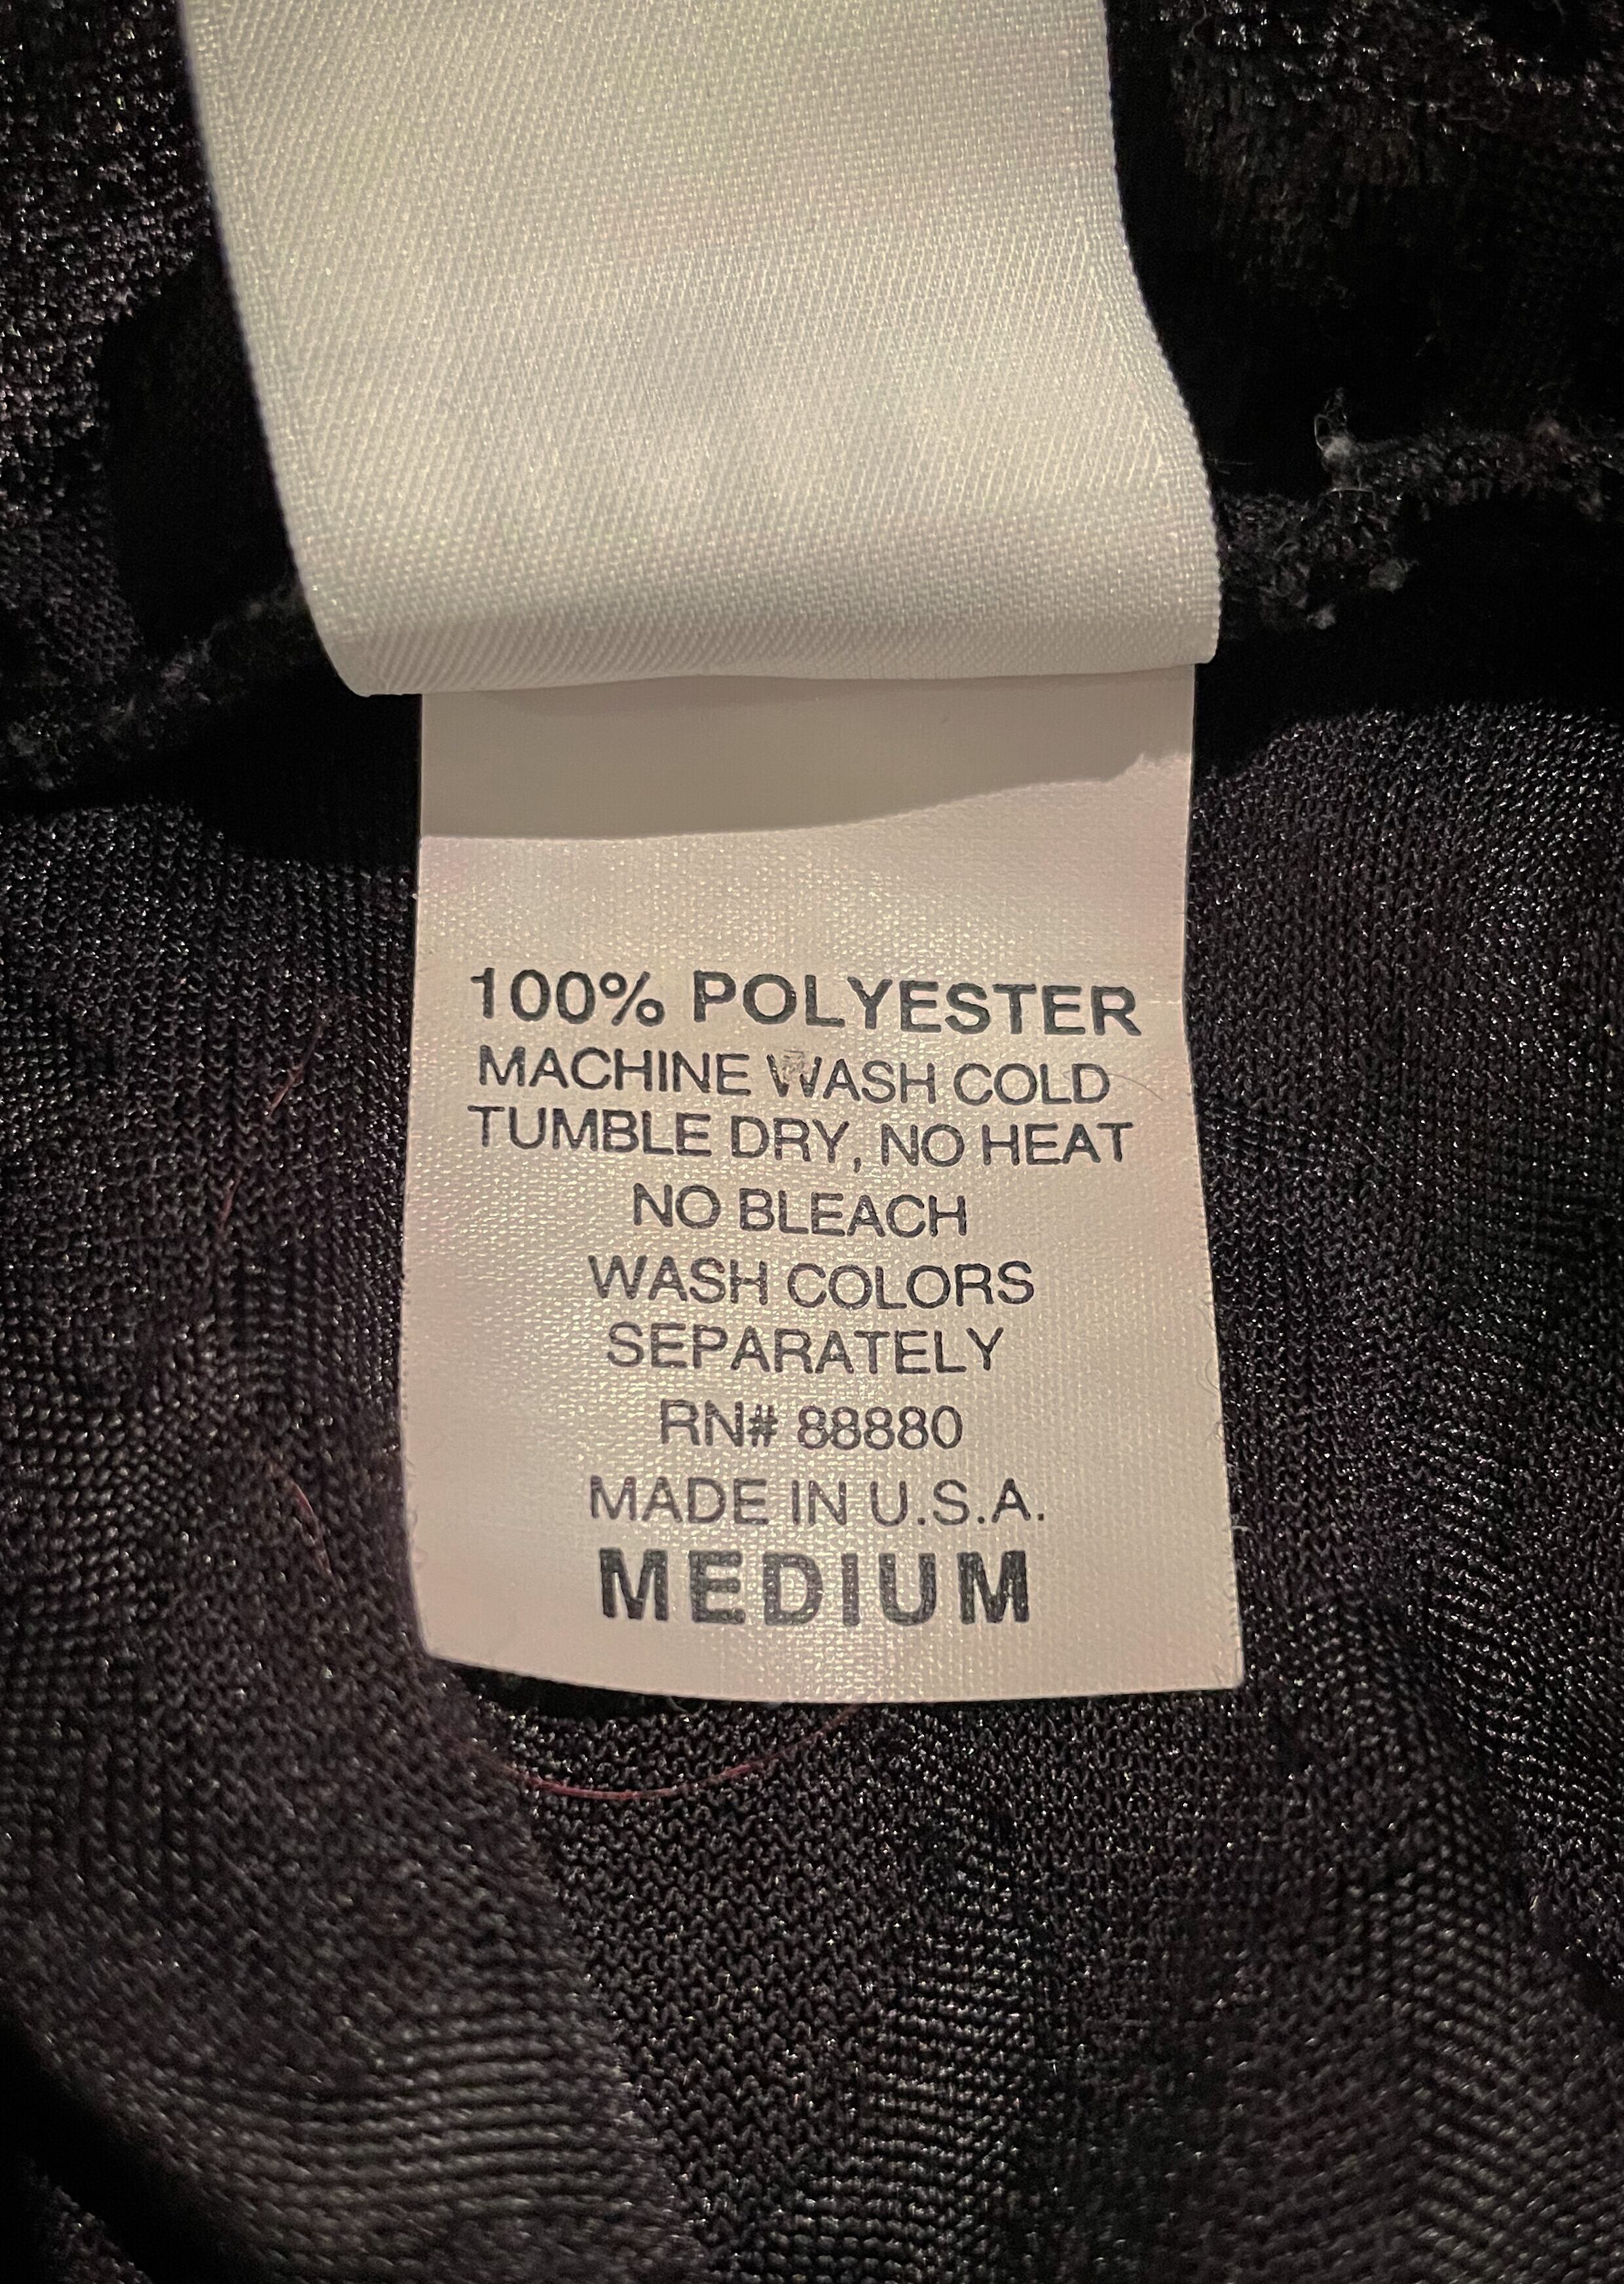 100% POLYESTER
MACHINE WASH COLD
TUMBLE DRY, NO HEAT
NO BLEACH
WASH COLORS
SEPARATELY
RN# 88880
MADE IN U.S.A.
MEDIUM